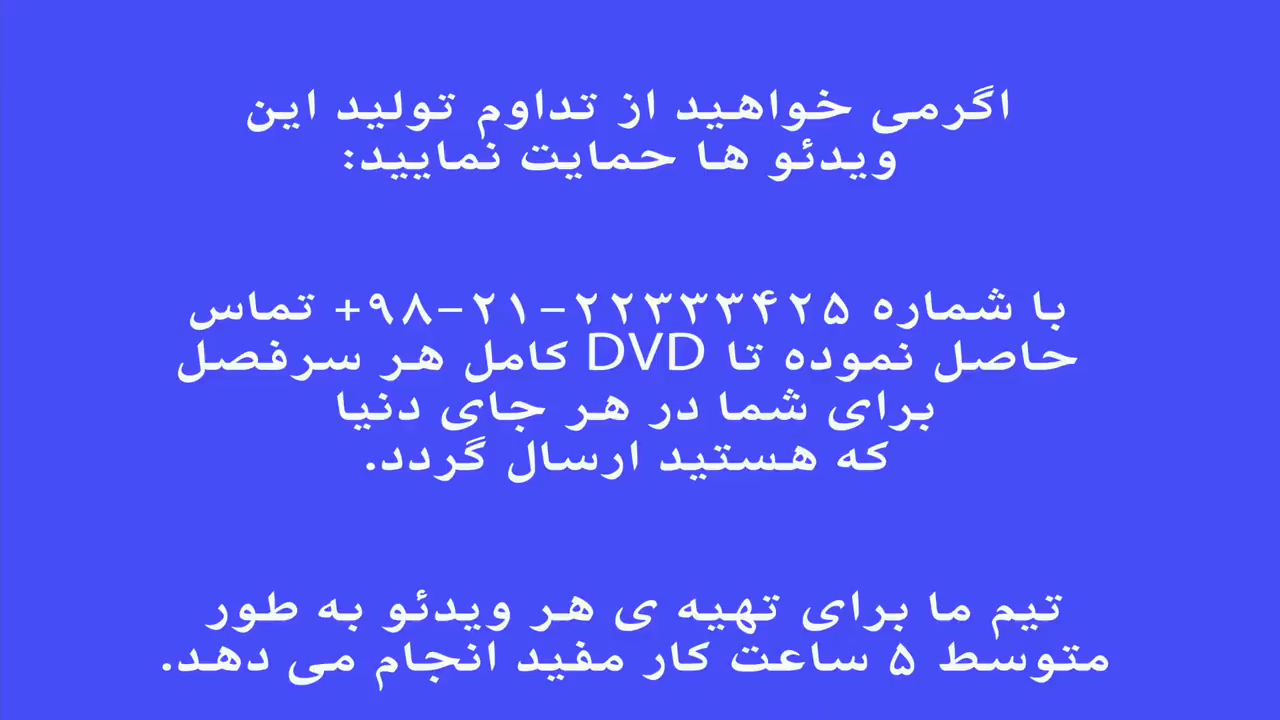 اگرمی خواهید از تداوم تولید این
ویدئو ها حمایت نمایید:
با شماره ۲۲۳۳۳۴۲۵-۲۱-۹۸+ تماس
حاصل نموده تا DVD کامل هر سرفصل
برای شما در هر جای دنیا
که هستید ارسال گردد.
تیم ما برای تهیه ی هر ویدئو به طور
متوسط ۵ ساعت کار مفید انجام می دهد.